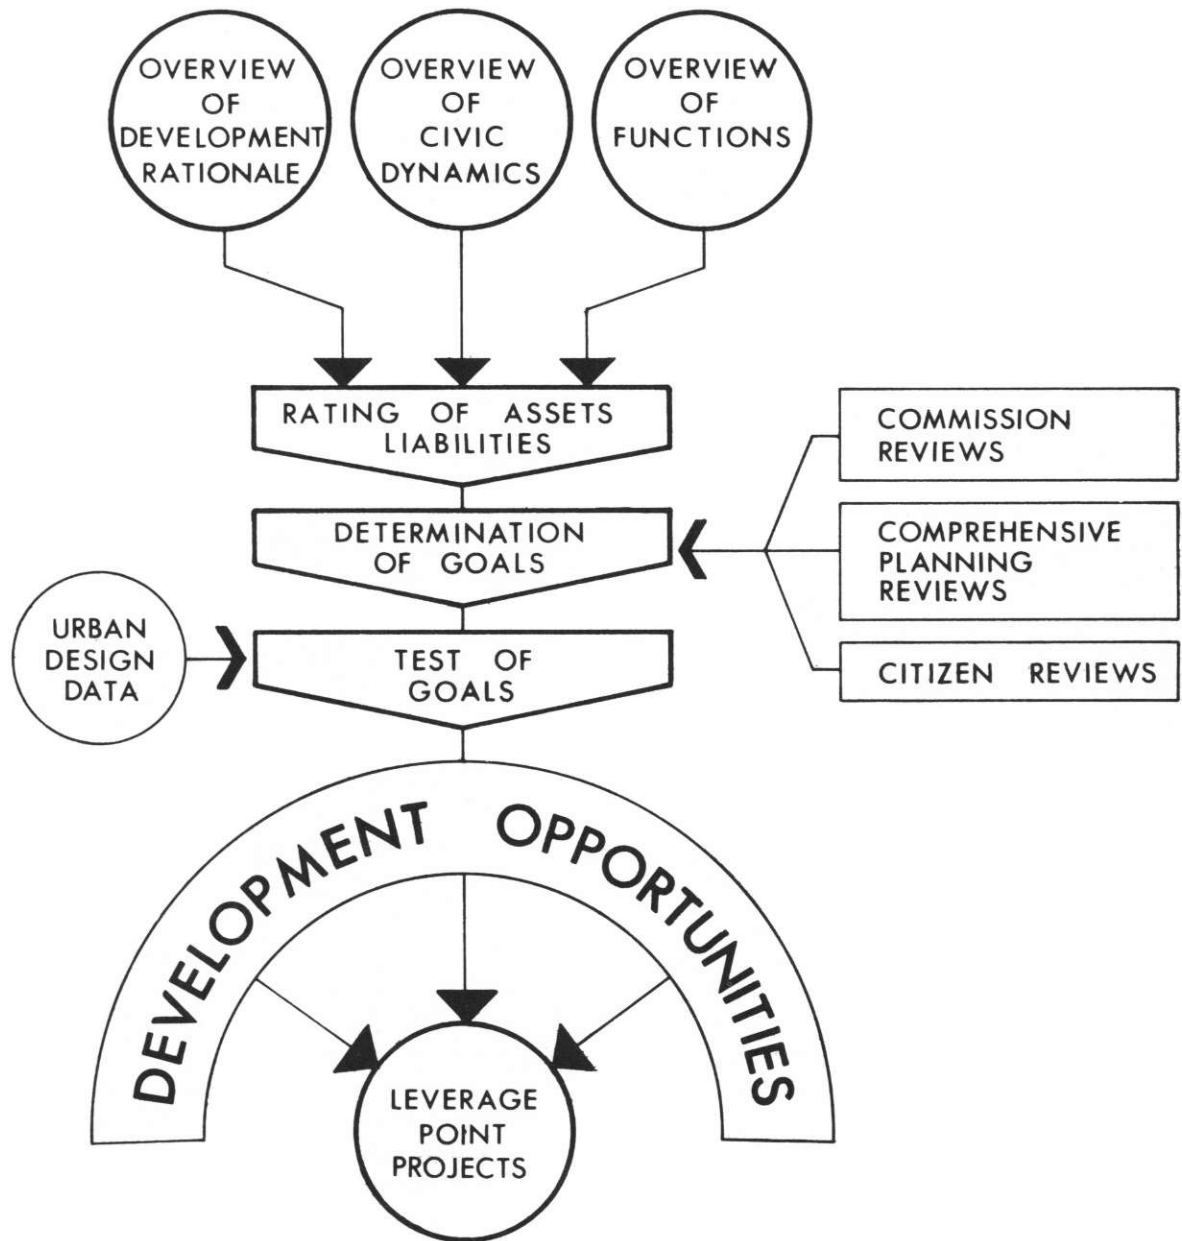 OVERVIEW
OF
DEVELOPMENT
RATIONALE
OVERVIEW
OF
CIVIC
DYNAMICS
OVERVIEW
OF
FUNCTIONS
RATING OF ASSETS
LIABILITIES
COMMISSION
REVIEWS
DETERMINATION
OF GOALS
COMPREHENSIVE
PLANNING
REVIEWS
URBAN
DESIGN
DATA
TEST OF
GOALS
CITIZEN REVIEWS
DEVELOPMENT OPPORTUNITIES
LEVERAGE
POINT
PROJECTS